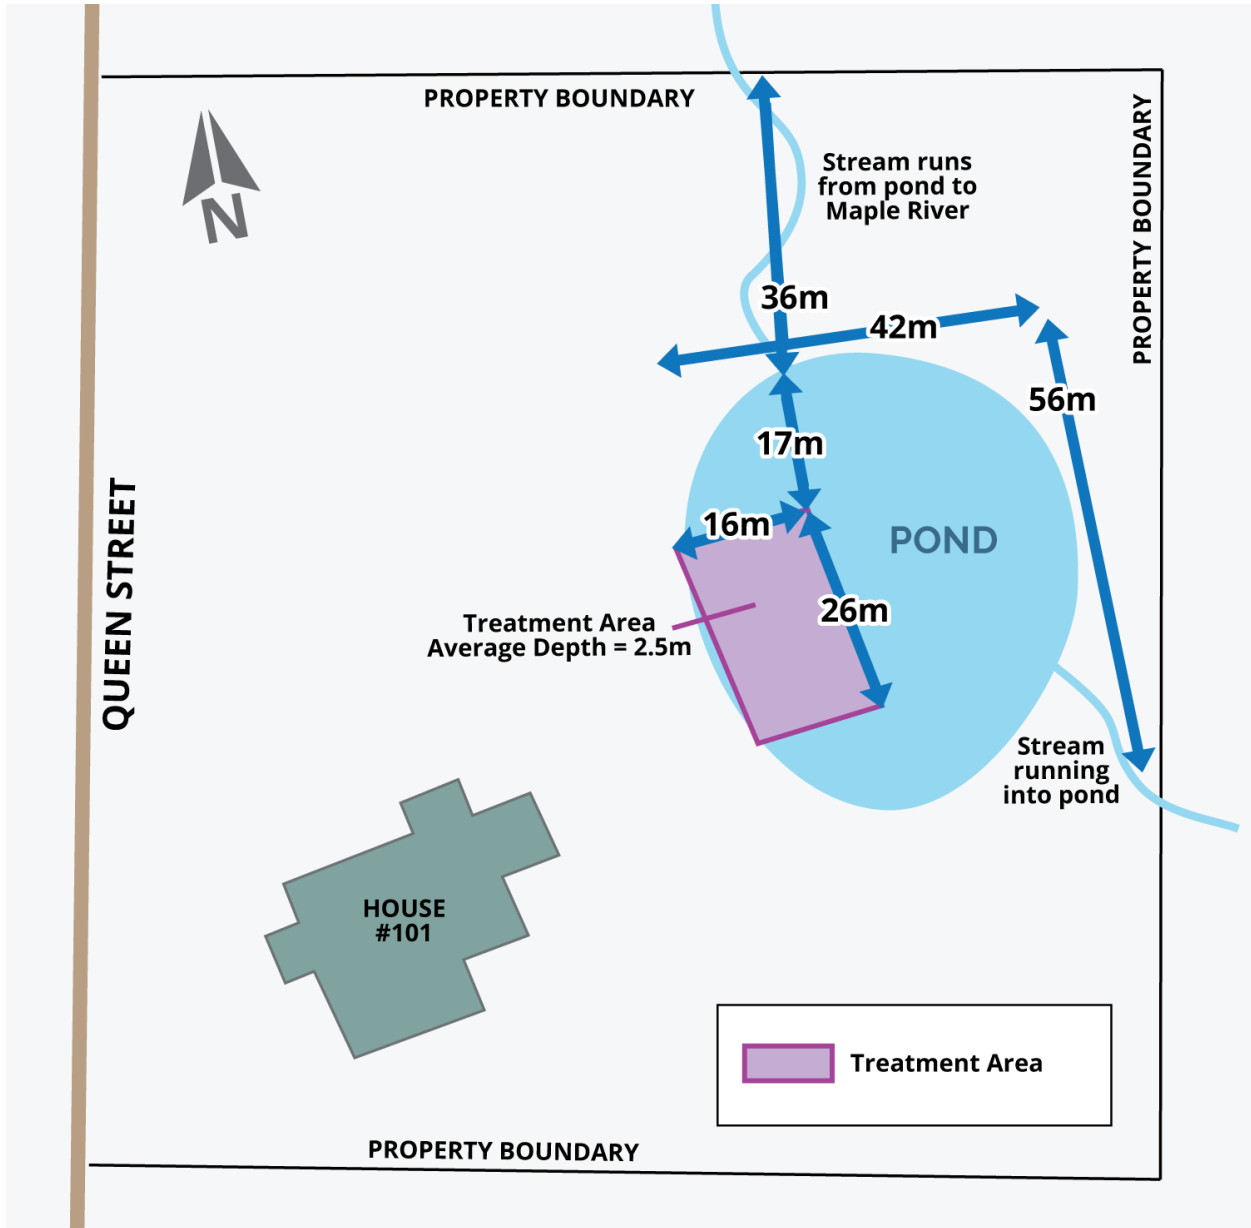 PROPERTY BOUNDARY
PROPERTY BOUNDARY
N
Stream runs
from pond to
Maple River
36m
42m
56m
17m
16m
POND
26m
Treatment Area
Average Depth = 2.5m
QUEEN STREET
Stream
running
into pond
HOUSE
#101
Treatment Area
PROPERTY BOUNDARY